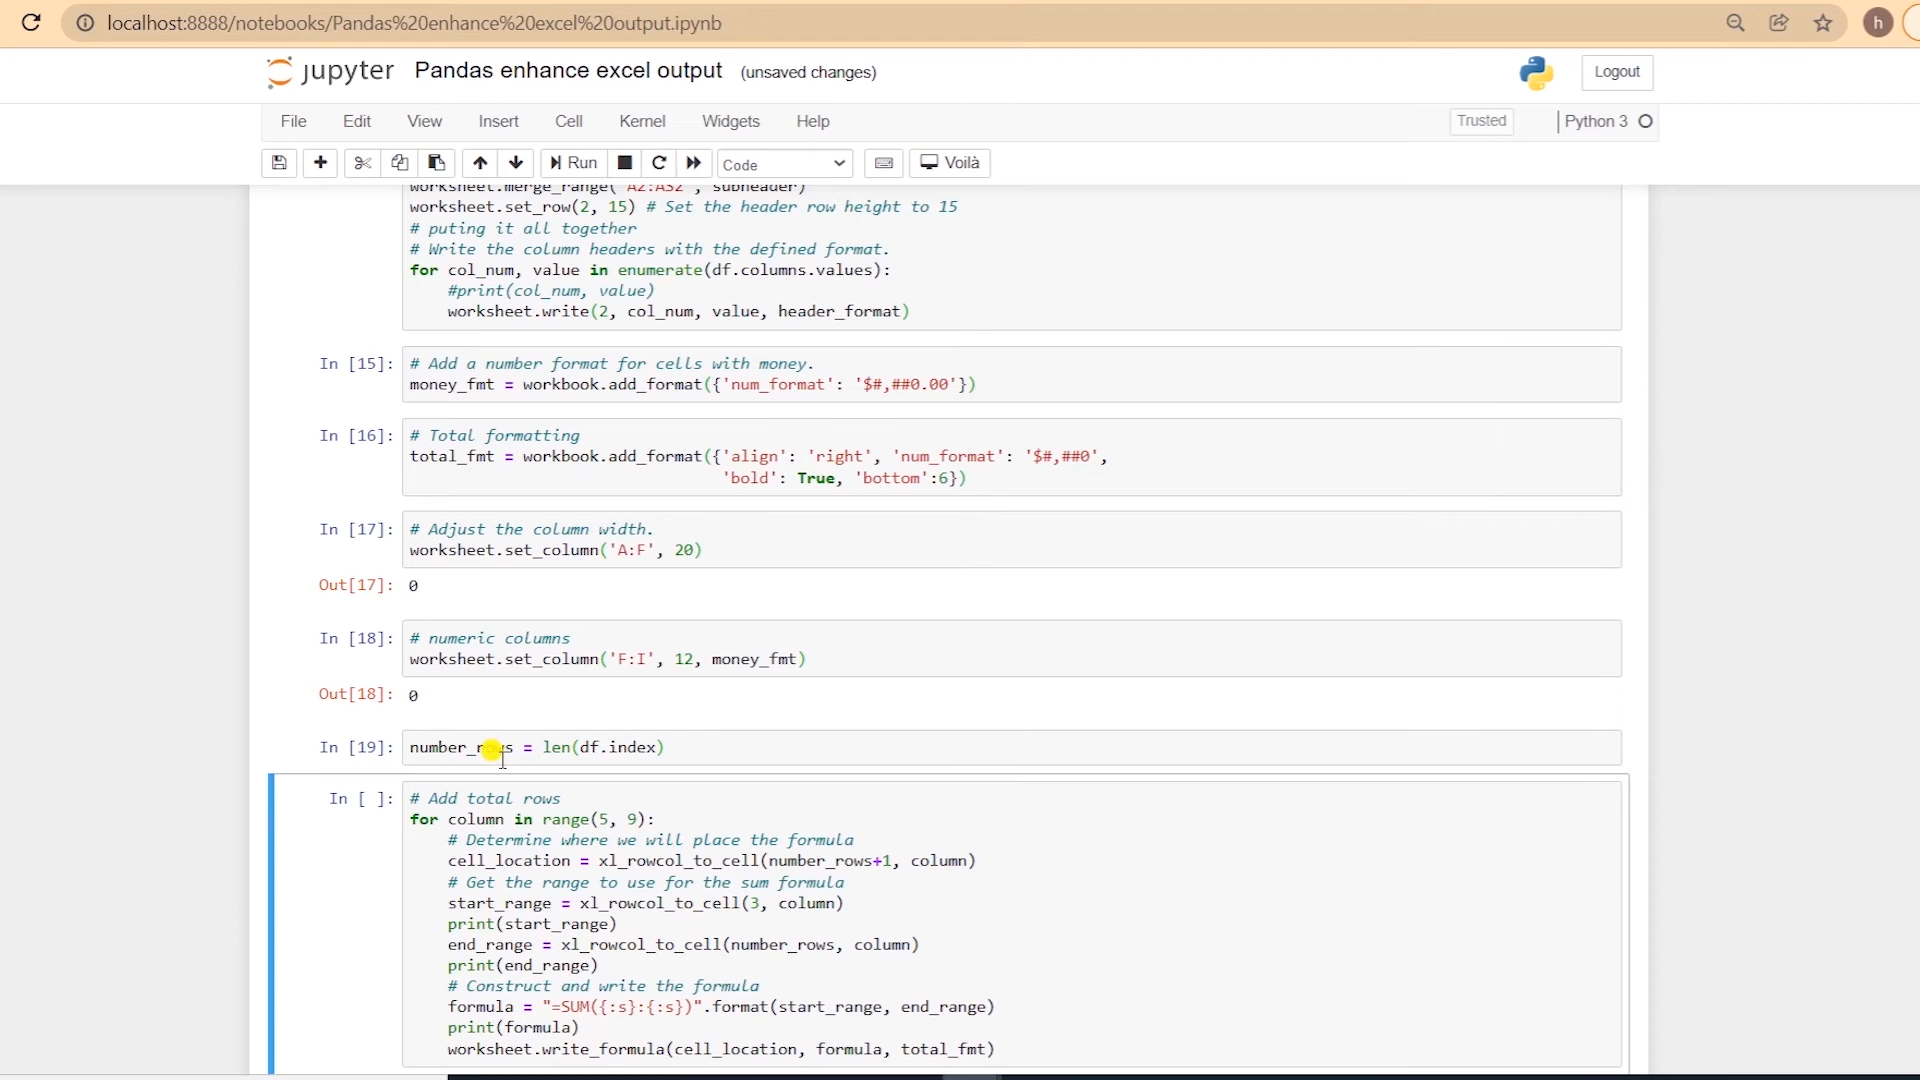 localhost:8888/notebooks/Pandas%20enhance%20excel%20output.ipynb
h
jupyter Pandas enhance excel output (unsaved changes)
Logout
File Edit View Insert Cell Kernel Widgets Help
Trusted Python 3
Run Code Voilà
worksheet.merge_range('A2:AS2', subheader)
worksheet.set_row(2, 15) # Set the header row height to 15
# puting it all together
# Write the column headers with the defined format.
for col_num, value in enumerate(df.columns.values):
#print(col_num, value)
worksheet.write(2, col_num, value, header_format)
In [15]: # Add a number format for cells with money.
money_fmt = workbook.add_format({'num_format': '$#,##0.00'})
In [16]: # Total formatting
total_fmt = workbook.add_format({'align': 'right', 'num_format': '$#,##0',
'bold': True, 'bottom':6})
In [17]: # Adjust the column width.
worksheet.set_column('A:F', 20)
Out[17]: 0
In [18]: # numeric columns
worksheet.set_column('F:I', 12, money_fmt)
Out[18]: 0
In [19]: number_rows = len(df.index)
In [ ]: # Add total rows
for column in range(5, 9):
# Determine where we will place the formula
cell_location = xl_rowcol_to_cell(number_rows+1, column)
# Get the range to use for the sum formula
start_range = xl_rowcol_to_cell(3, column)
print(start_range)
end_range = xl_rowcol_to_cell(number_rows, column)
print(end_range)
# Construct and write the formula
formula = "=SUM({:s}:{:s})".format(start_range, end_range)
print(formula)
worksheet.write_formula(cell_location, formula, total_fmt)